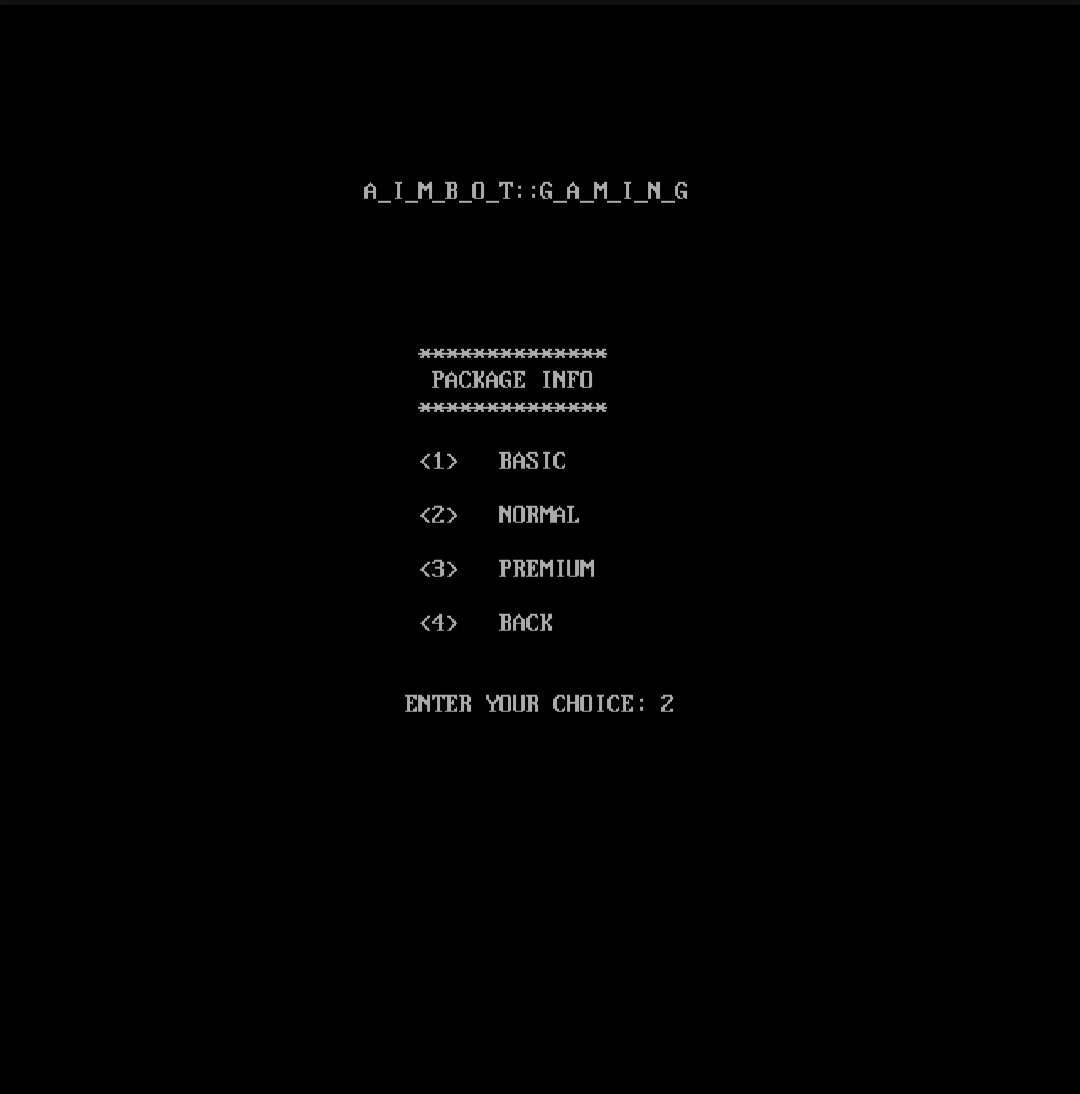 A_I_M_B_O_T::G_A_M_I_N_G
**************
PACKAGE INFO
**************
<1> BASIC
<2> NORMAL
<3> PREMIUM
<4> BACK
ENTER YOUR CHOICE: 2